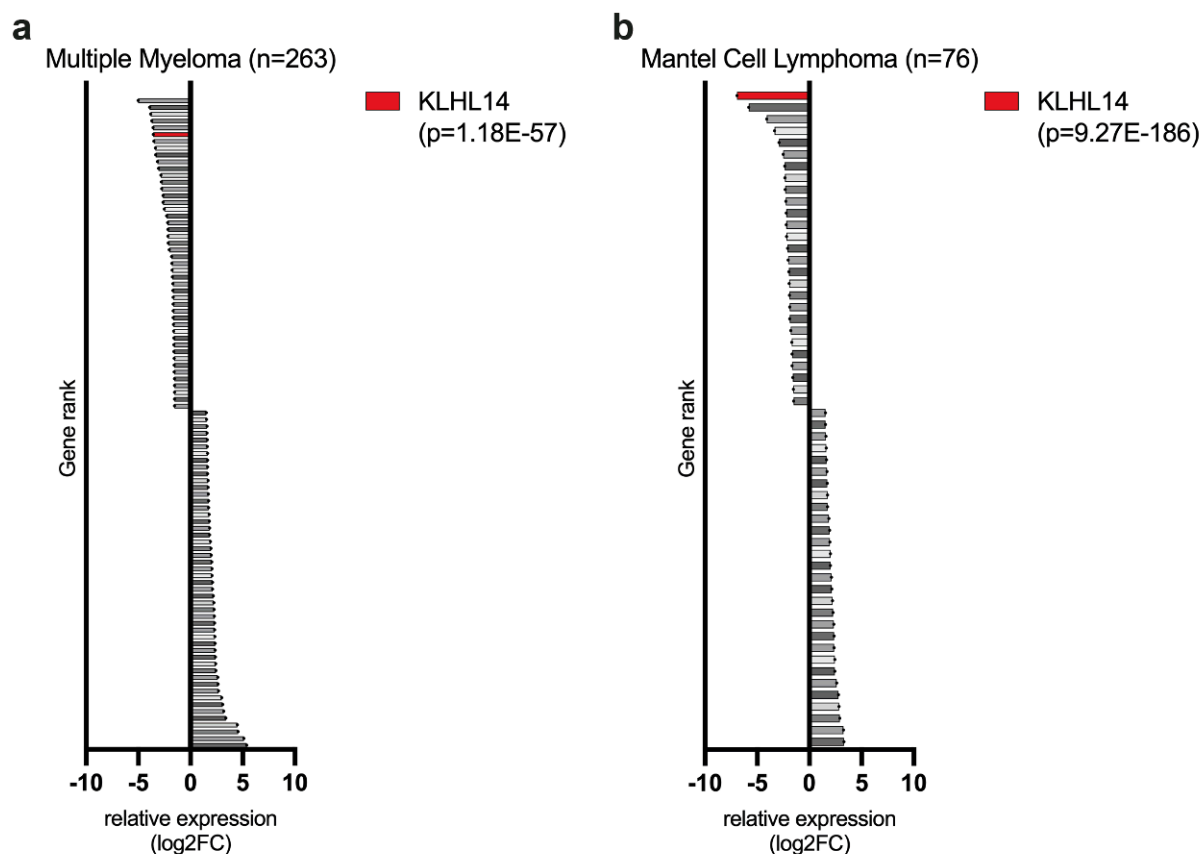 a
Multiple Myeloma (n=263)
KLHL14
(p=1.18E-57)
Gene rank
-10 -5 0 5 10
relative expression
(log2FC)
b
Mantel Cell Lymphoma (n=76)
KLHL14
(p=9.27E-186)
Gene rank
-10 -5 0 5 10
relative expression
(log2FC)